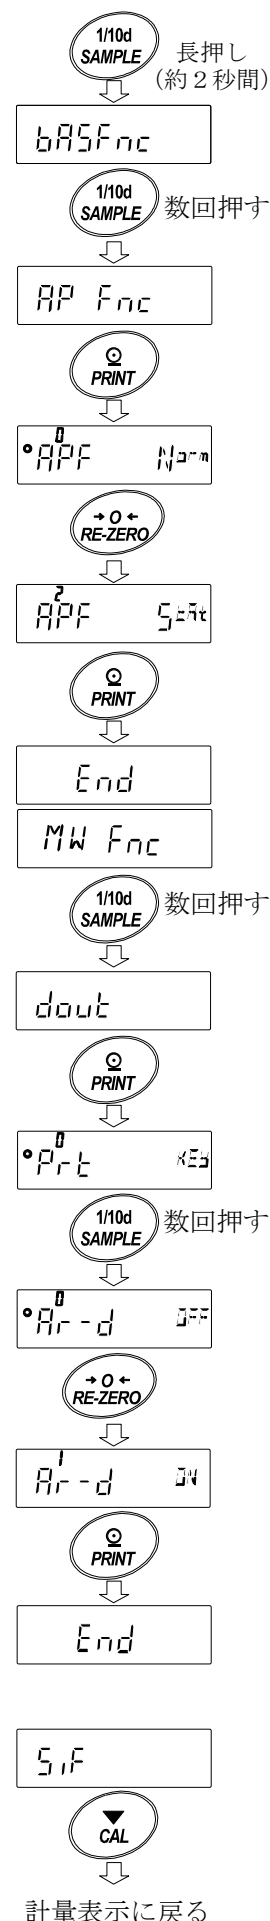 1/10d
SAMPLE
長押し
(約２秒間)
bASFnc
1/10d
SAMPLE
数回押す
AP Fnc
PRINT
0
APF Norm
→0←
RE-ZERO
2
APF Stat
PRINT
End
MW Fnc
1/10d
SAMPLE
数回押す
dout
PRINT
0
Prt KEY
1/10d
SAMPLE
数回押す
0
Ar-d OFF
→0←
RE-ZERO
1
Ar-d ON
PRINT
End
SiF
CAL
計量表示に戻る